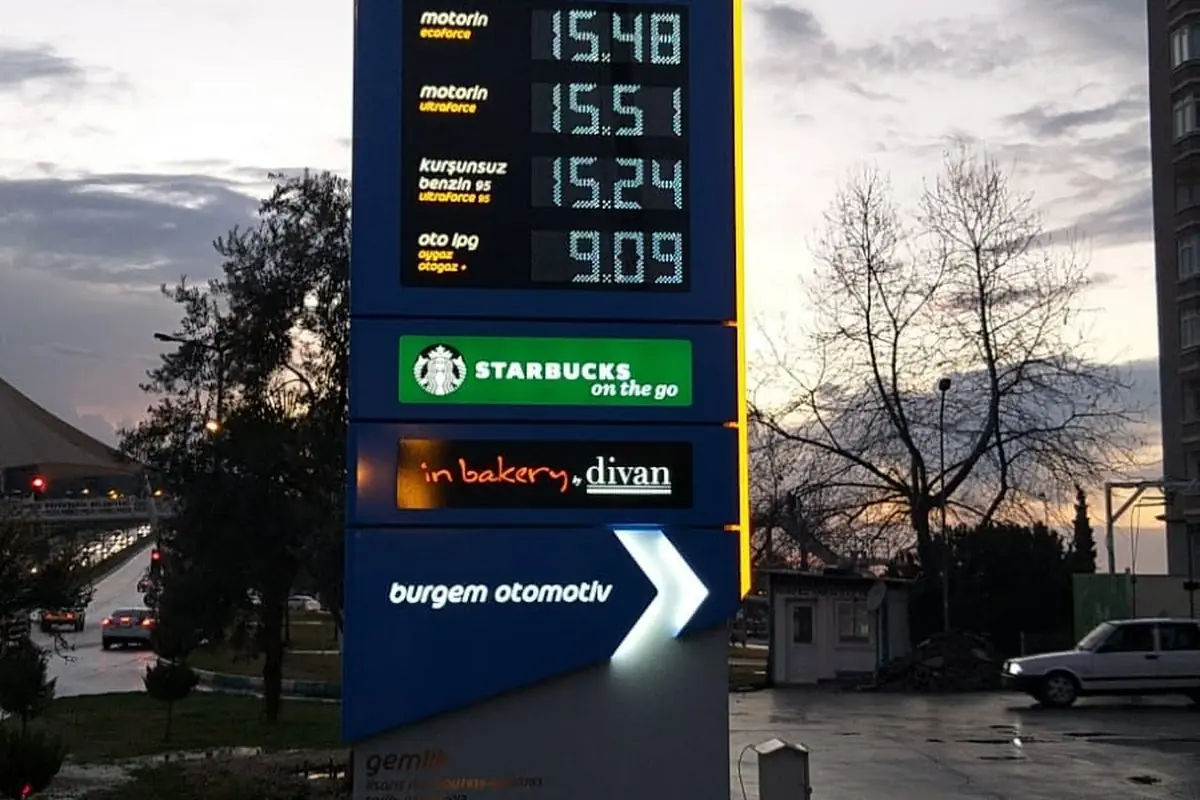 motorin
ecoforce
15.48
motorin
ultraforce
15.51
kurşunsuz
benzin 95
ultraforce 95
15.24
oto lpg
aygaz
otogaz +
9.09
STARBUCKS
on the go
in bakery by divan
burgem otomotiv
gemlik